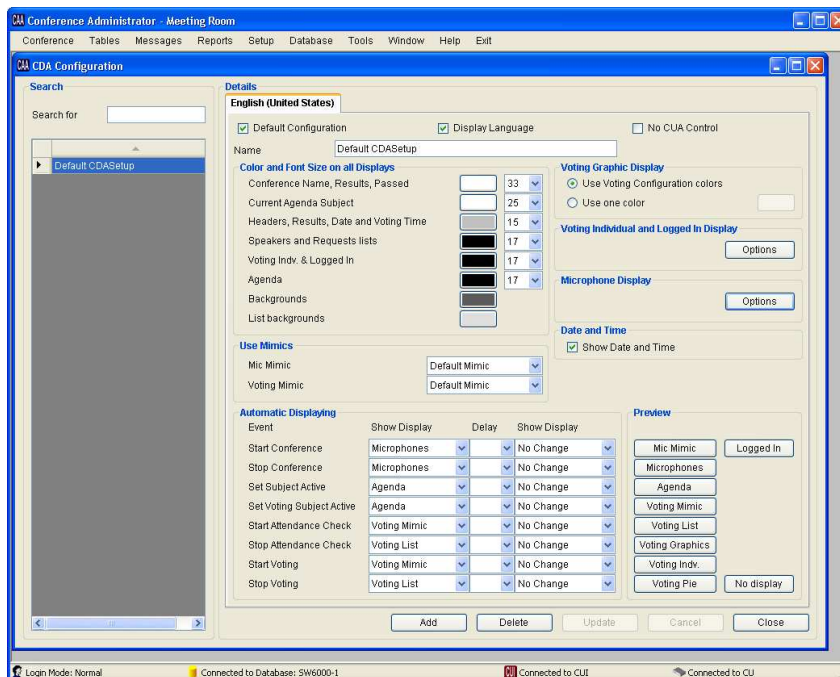 CAA Conference Administrator - Meeting Room
Conference Tables Messages Reports Setup Database Tools Window Help Exit
CAA CDA Configuration
Search
Search for
Default CDASetup
Details
English (United States)
Default Configuration Display Language No CUA Control
Name Default CDASetup
Color and Font Size on all Displays
Conference Name, Results, Passed 33
Current Agenda Subject 25
Headers, Results, Date and Voting Time 15
Speakers and Requests lists 17
Voting Indv. & Logged In 17
Agenda 17
Backgrounds
List backgrounds
Voting Graphic Display
Use Voting Configuration colors
Use one color
Voting Individual and Logged In Display
Options
Microphone Display
Options
Date and Time
Show Date and Time
Use Mimics
Mic Mimic Default Mimic
Voting Mimic Default Mimic
Automatic Displaying
Event Show Display Delay Show Display
Start Conference Microphones No Change
Stop Conference Microphones No Change
Set Subject Active Agenda No Change
Set Voting Subject Active Agenda No Change
Start Attendance Check Voting Mimic No Change
Stop Attendance Check Voting List No Change
Start Voting Voting Mimic No Change
Stop Voting Voting List No Change
Preview
Mic Mimic Logged In
Microphones
Agenda
Voting Mimic
Voting List
Voting Graphics
Voting Indv.
Voting Pie No display
Add Delete Update Cancel Close
Login Mode: Normal Connected to Database: SW6000-1 CUI Connected to CUI Connected to CU